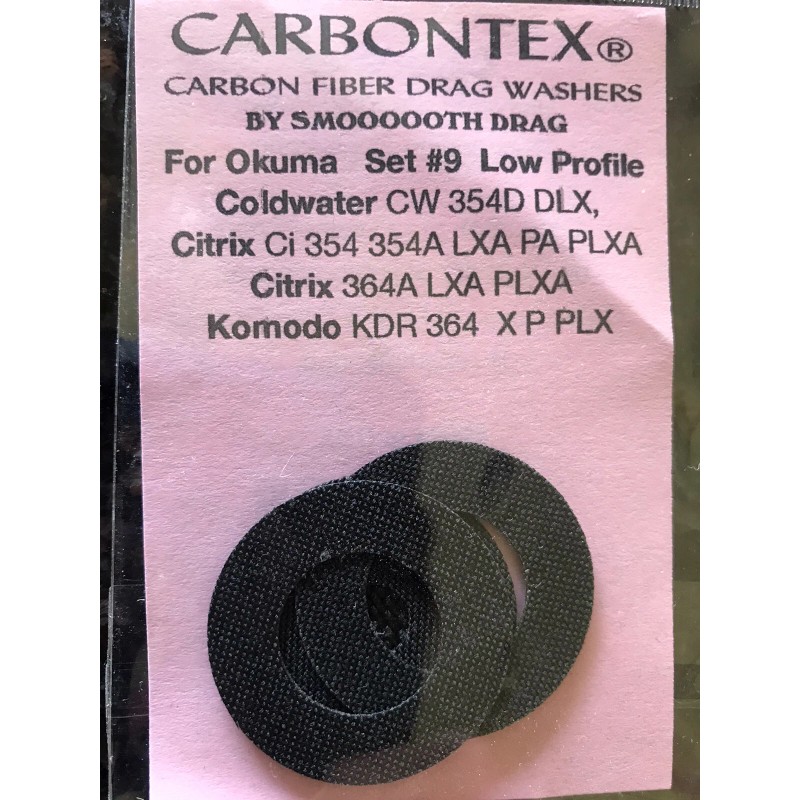 CARBONTEX®
CARBON FIBER DRAG WASHERS
BY SMOOOOOTH DRAG
For Okuma Set #9 Low Profile
Coldwater CW 354D DLX,
Citrix Ci 354 354A LXA PA PLXA
Citrix 364A LXA PLXA
Komodo KDR 364 X P PLX